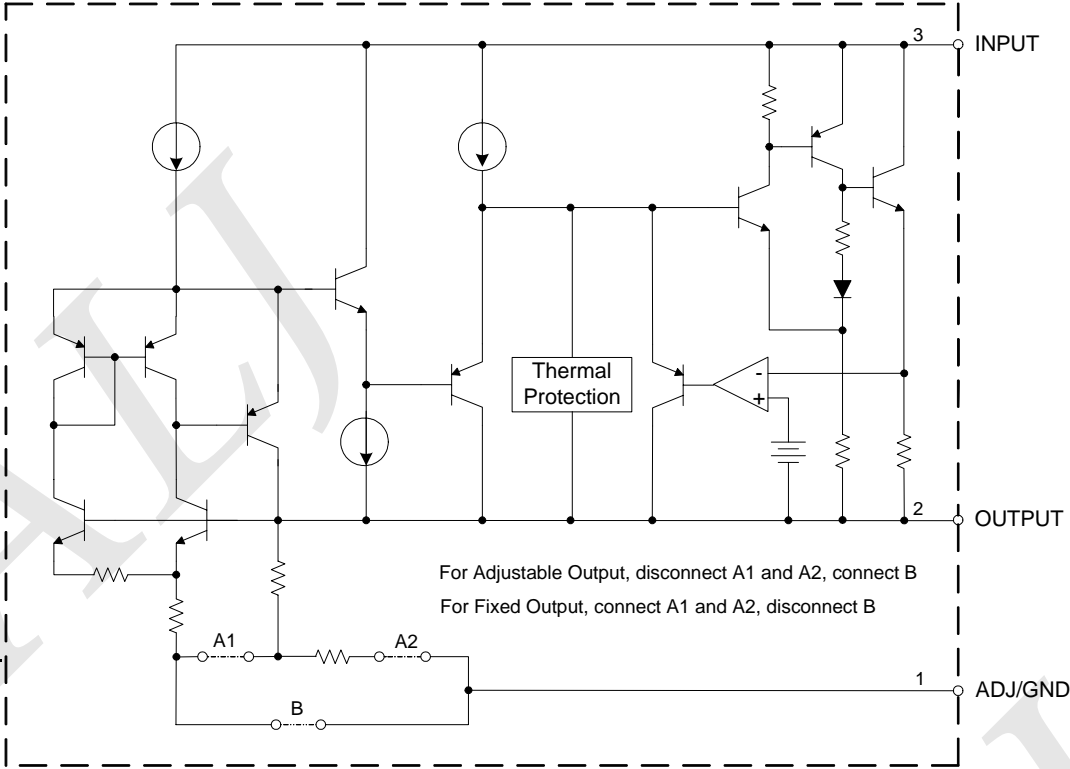 3
INPUT
Thermal
Protection
-
+
2
OUTPUT
For Adjustable Output, disconnect A1 and A2, connect B
For Fixed Output, connect A1 and A2, disconnect B
A1
A2
1
ADJ/GND
B